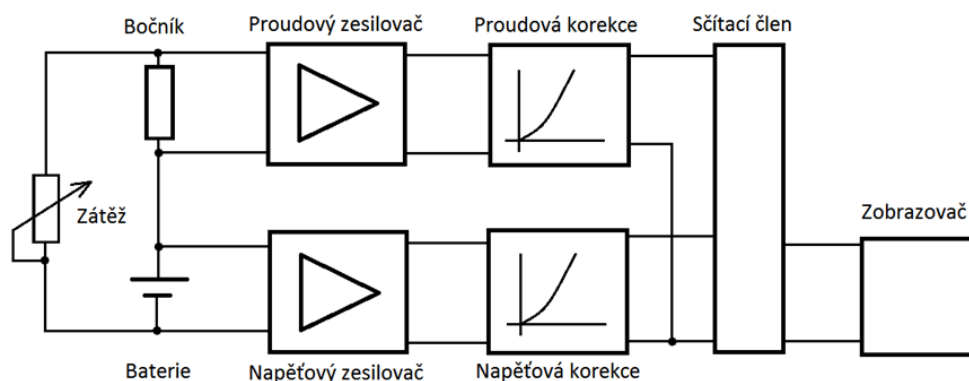 Bočník
Proudový zesilovač
Proudová korekce
Sčítací člen
Zátěž
Zobrazovač
Baterie
Napěťový zesilovač
Napěťová korekce